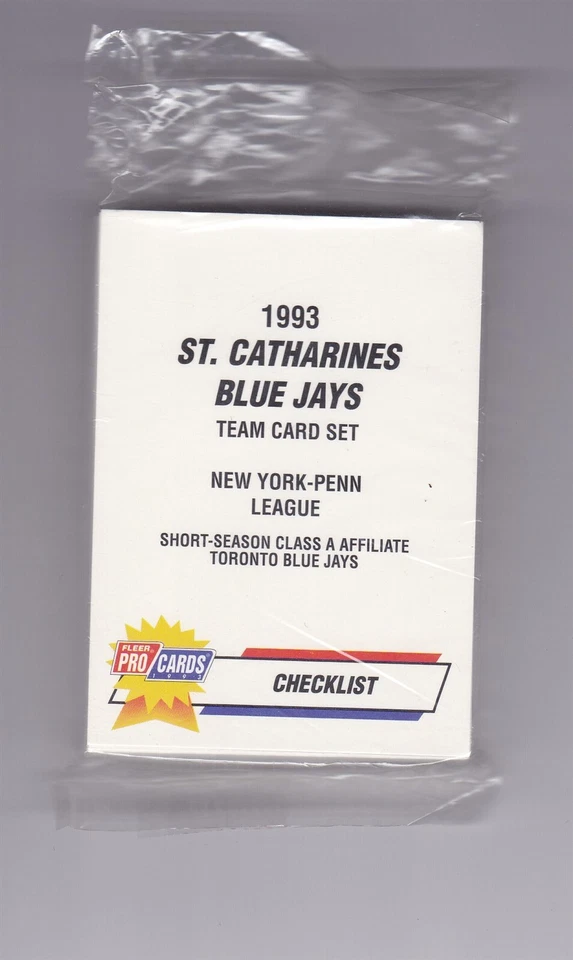 1993
ST. CATHARINES
BLUE JAYS
TEAM CARD SET
NEW YORK-PENN
LEAGUE
SHORT-SEASON CLASS A AFFILIATE
TORONTO BLUE JAYS
FLEER
PRO CARDS
1993
CHECKLIST